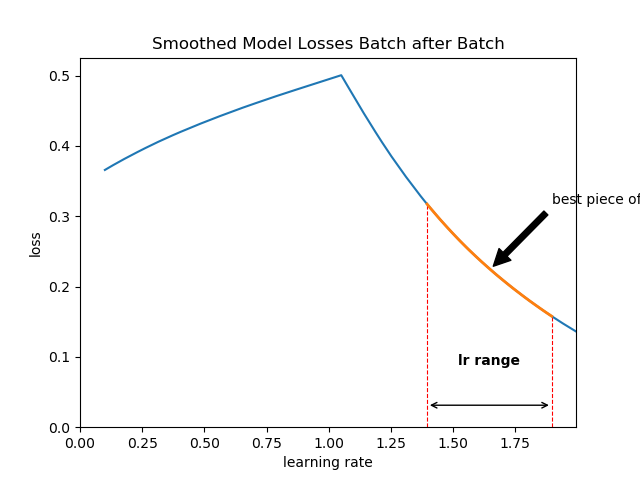 Smoothed Model Losses Batch after Batch
0.5
0.4
0.3
0.2
0.1
0.0
loss
best piece of
lr range
0.00 0.25 0.50 0.75 1.00 1.25 1.50 1.75
learning rate